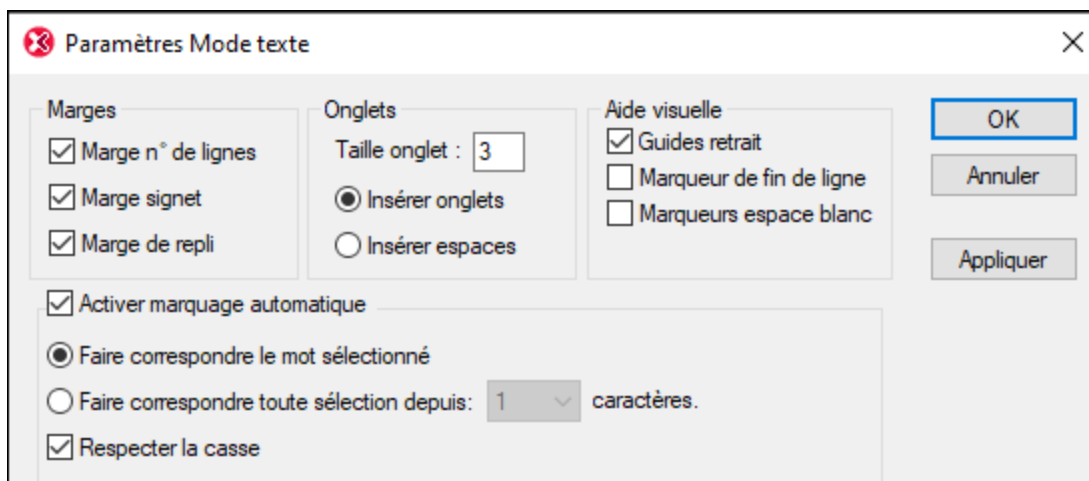 Paramètres Mode texte
Marges
Marge n° de lignes
Marge signet
Marge de repli
Onglets
Taille onglet : 3
Insérer onglets
Insérer espaces
Aide visuelle
Guides retrait
Marqueur de fin de ligne
Marqueurs espace blanc
OK
Annuler
Appliquer
Activer marquage automatique
Faire correspondre le mot sélectionné
Faire correspondre toute sélection depuis: 1 caractères.
Respecter la casse